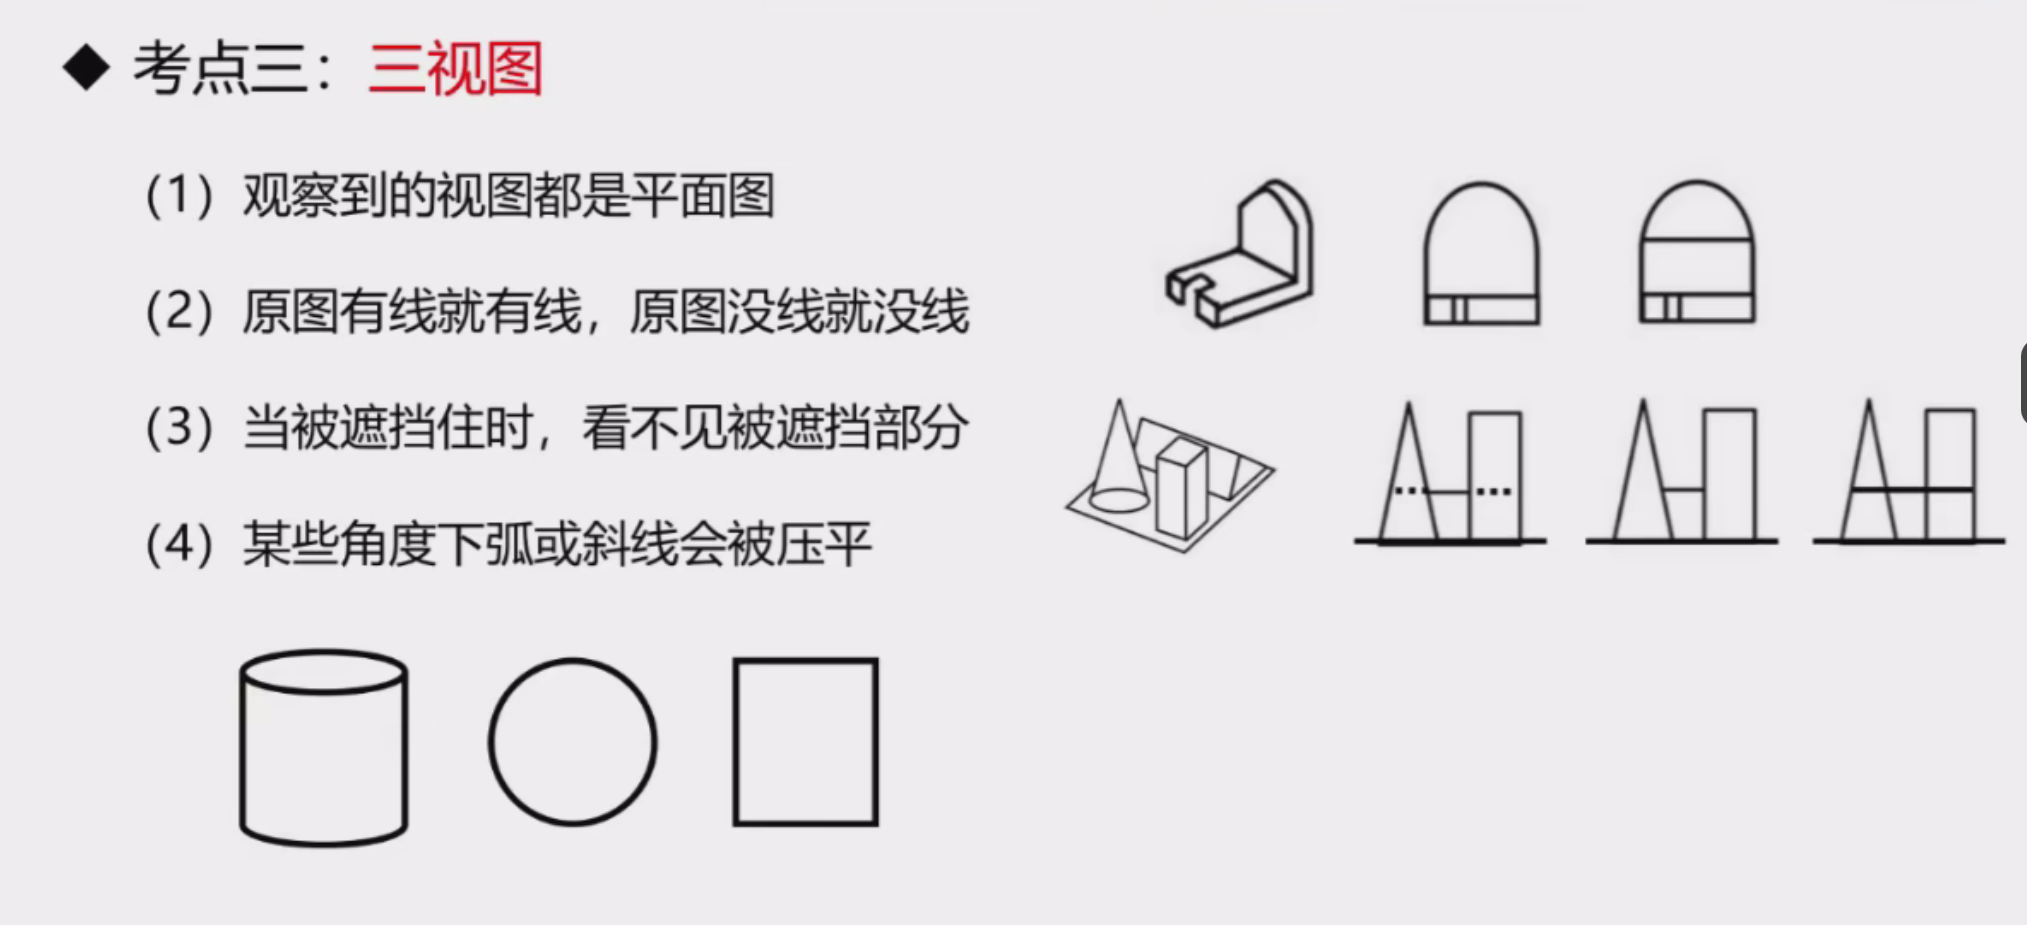 ◆ 考点三：三视图
（1）观察到的视图都是平面图
（2）原图有线就有线，原图没线就没线
（3）当被遮挡住时，看不见被遮挡部分
（4）某些角度下弧或斜线会被压平